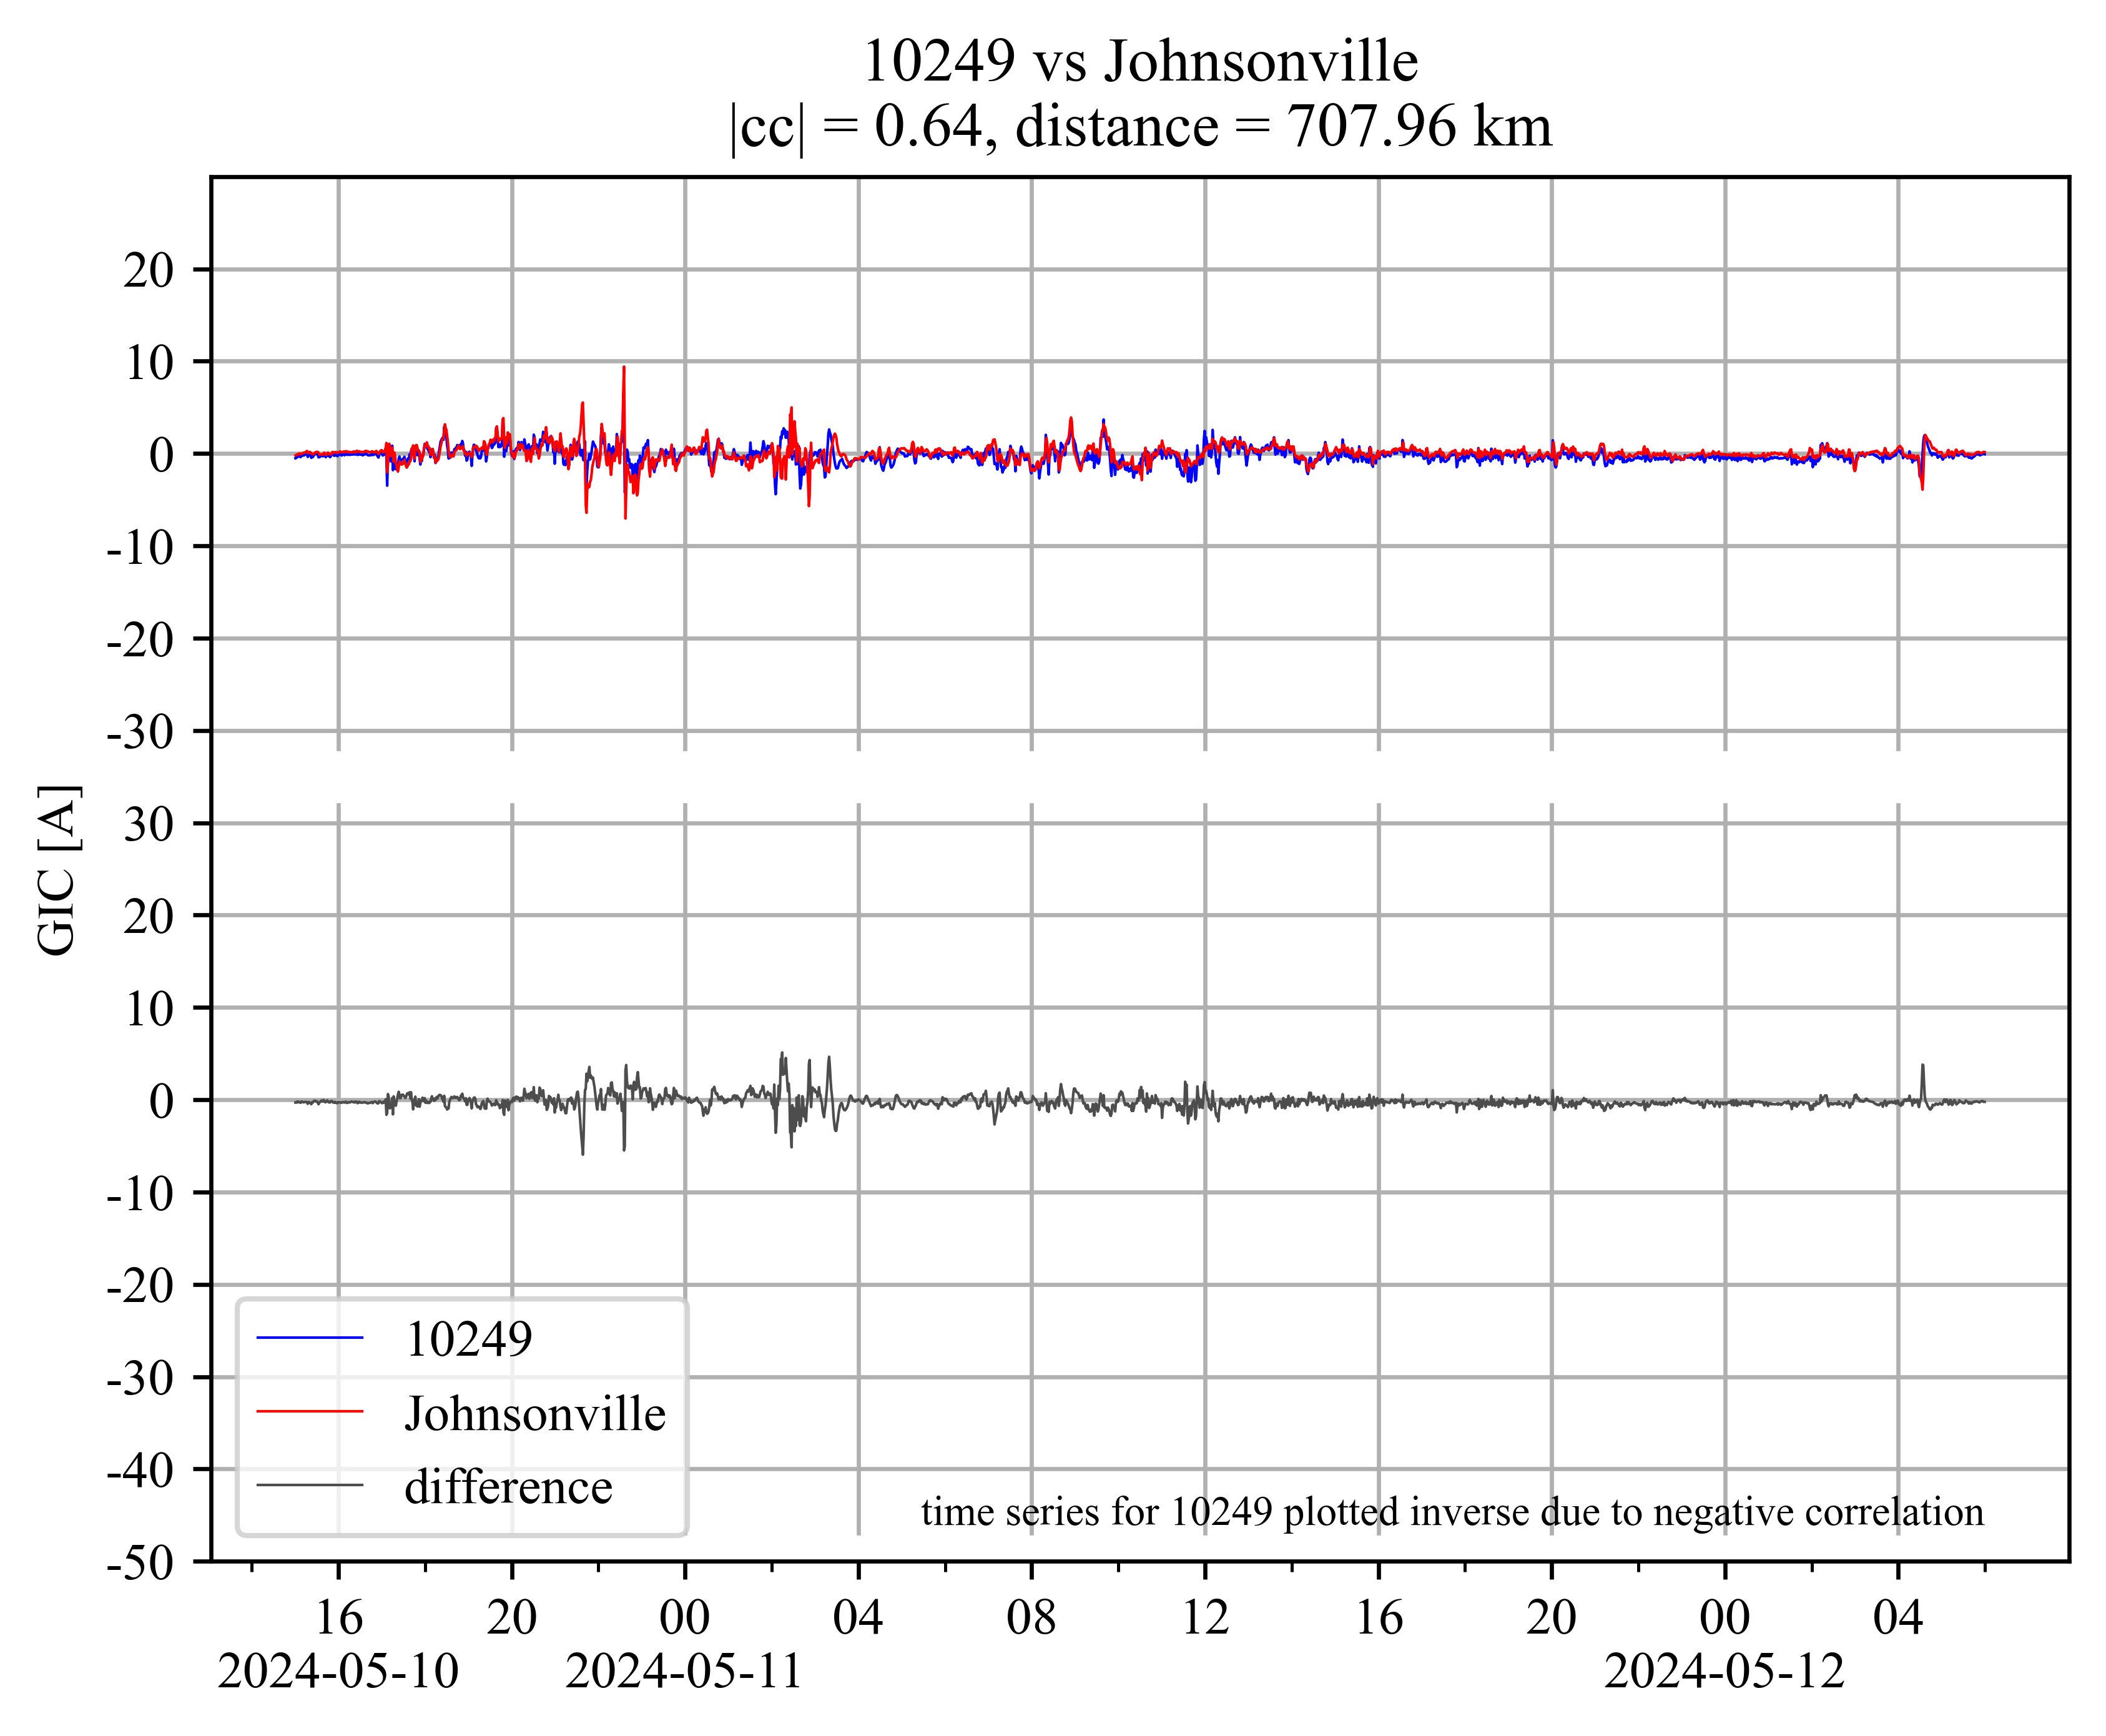 10249 vs Johnsonville
|cc| = 0.64, distance = 707.96 km
GIC [A]
20
10
0
-10
-20
-30
30
20
10
0
-10
-20
-30
-40
-50
10249
Johnsonville
difference
time series for 10249 plotted inverse due to negative correlation
16 20 00 04 08 12 16 20 00 04
2024-05-10 2024-05-11 2024-05-12